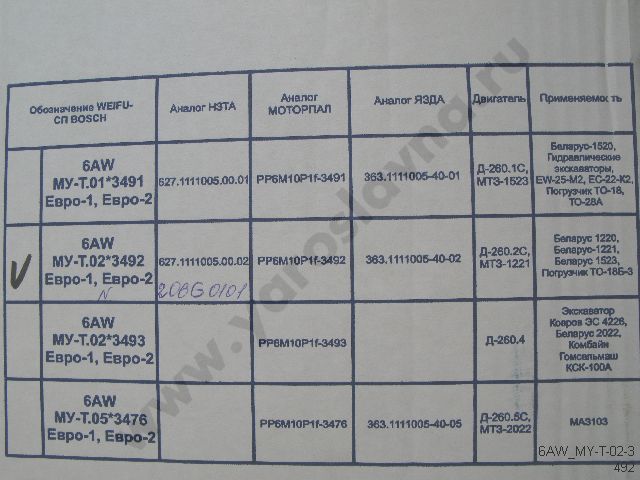 Обозначение WEIFU-
СП BOSCH
Аналог НЗТА
Аналог
МОТОРПАЛ
Аналог ЯЗДА
Двигатель
Применяемость
6AW
МУ-Т.01*3491
Евро-1, Евро-2
627.1111005.00.01
PP6M10P1f-3491
363.1111005-40-01
Д-260.1С,
МТЗ-1523
Беларус-1520,
Гидравлические
экскаваторы,
EW-25-M2, EC-22-K2,
Погрузчик ТО-18,
ТО-28А
V
6AW
МУ-Т.02*3492
Евро-1, Евро-2
N
627.1111005.00.02
208G0101
PP6M10P1f-3492
363.1111005-40-02
Д-260.2С,
МТЗ-1221
Беларус 1220,
Беларус-1221,
Беларус 1523,
Погрузчик ТО-18Б-3
6AW
МУ-Т.02*3493
Евро-1, Евро-2
PP6M10P1f-3493
Д-260.4
Экскаватор
Ковров ЭС 4226,
Беларус 2022,
Комбайн
Гомсельмаш
КСК-100А
6AW
МУ-Т.05*3476
Евро-1, Евро-2
PP6M10P1f-3476
363.1111005-40-05
Д-260.5С,
МТЗ-2022
МАЗ103
www.yaroslavna.ru
6AW_MY-T-02-3
492